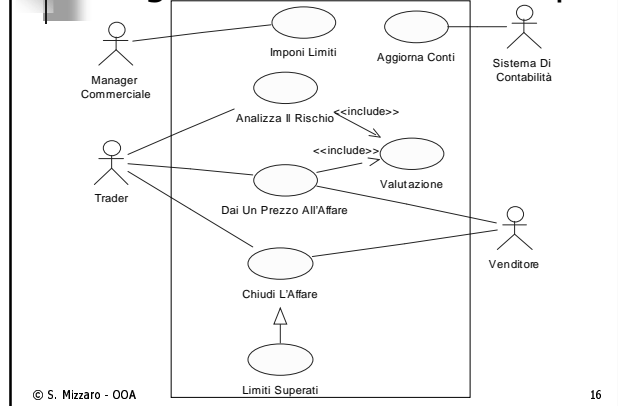 Imponi Limiti
Aggiorna Conti
Manager
Commerciale
Sistema Di
Contabilità
Analizza Il Rischio
<<include>>
<<include>>
Valutazione
Trader
Dai Un Prezzo All'Affare
Venditore
Chiudi L'Affare
Limiti Superati
© S. Mizzaro - OOA
16